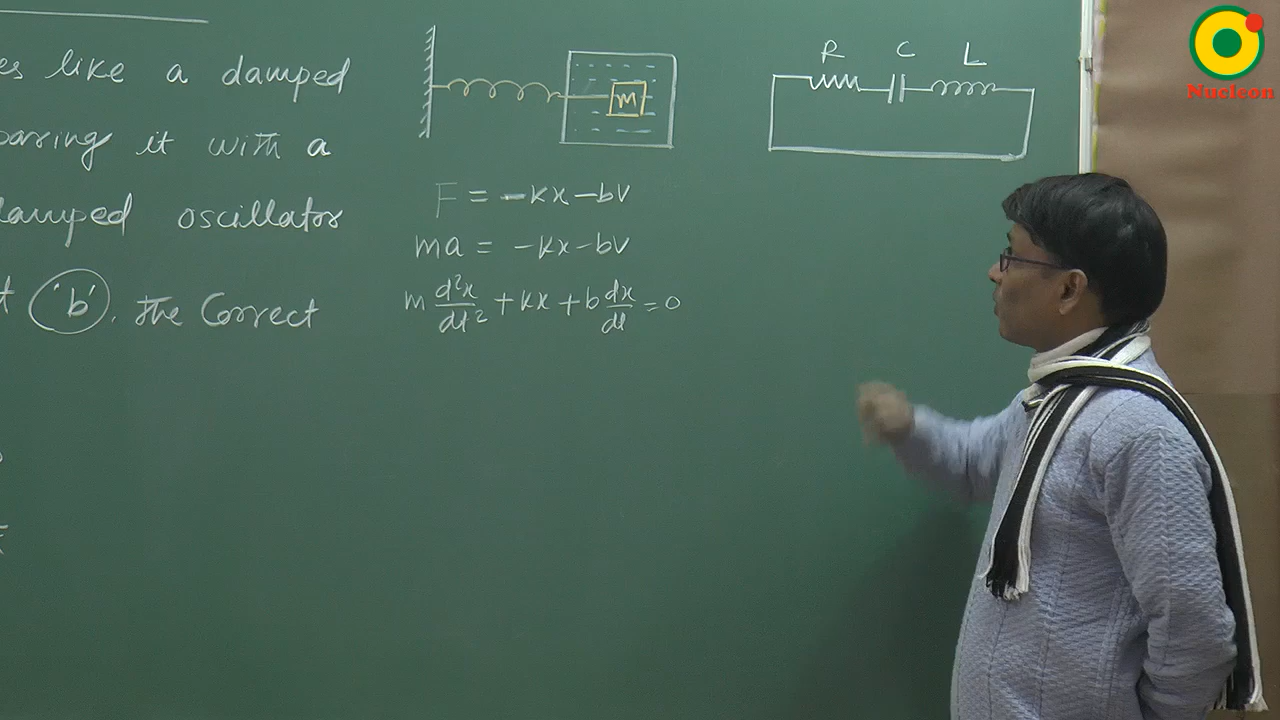 es like a damped
paring it with a
damped oscillator
t 'b'. The Correct
m
F = -kx-bv
ma = -kx-bv
m d²x/dt² + kx + b dx/dt = 0
R C L
Nucleon